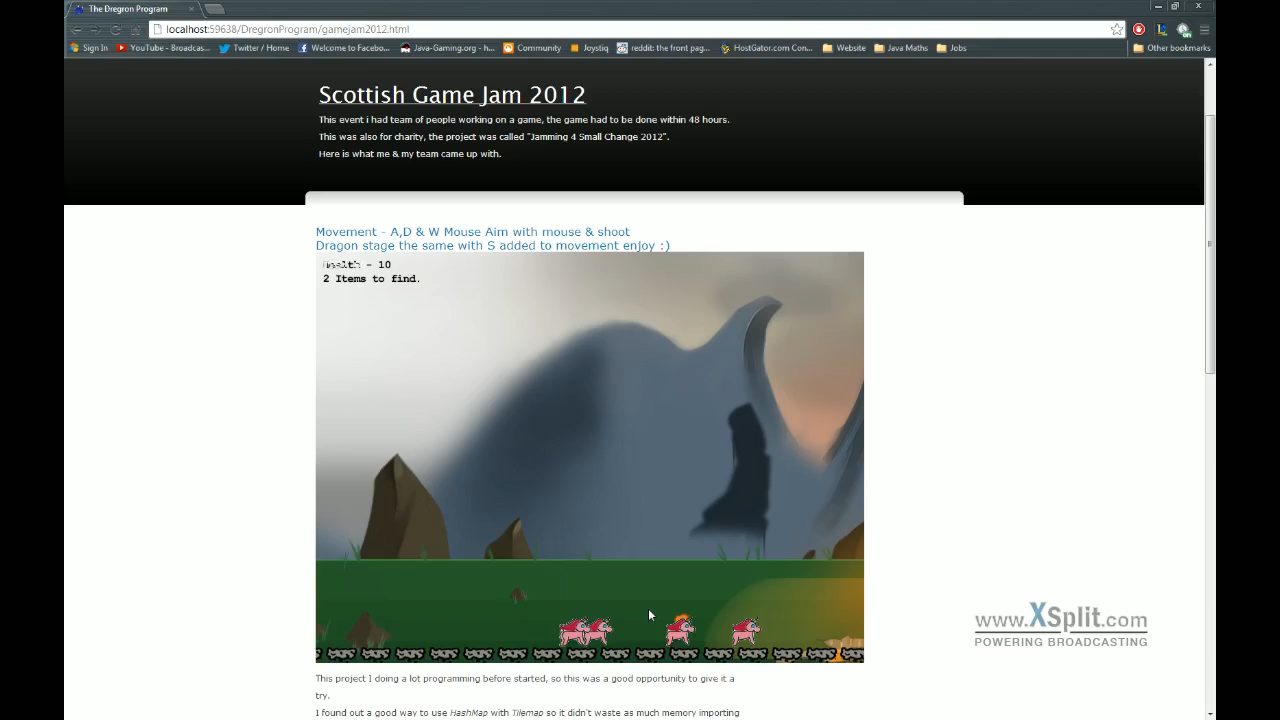 The Dregron Program
localhost:59638/DregronProgram/gamejam2012.html
Sign In
YouTube - Broadcas...
Twitter / Home
Welcome to Facebo...
Java-Gaming.org - h...
Community
Joystiq
reddit: the front pag...
HostGator.com Con...
Website
Java Maths
Jobs
Other bookmarks
Scottish Game Jam 2012
This event i had team of people working on a game, the game had to be done within 48 hours.
This was also for charity, the project was called "Jamming 4 Small Change 2012".
Here is what me & my team came up with.
Movement - A,D & W Mouse Aim with mouse & shoot
Dragon stage the same with S added to movement enjoy :)
Health - 10
2 Items to find.
www.XSplit.com
POWERING BROADCASTING
This project I doing a lot programming before started, so this was a good opportunity to give it a
try.
I found out a good way to use HashMap with Tilemap so it didn't waste as much memory importing